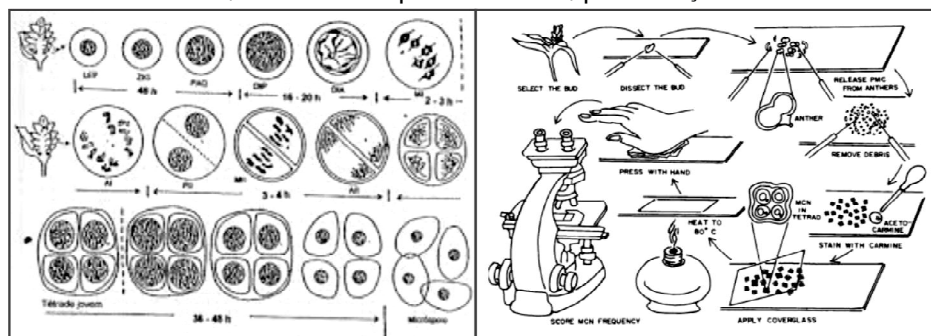 LEP ZIG PAQ DIP DIA MI
48 h 16 - 20 h 2 - 3 h
AI PII MII AII
3 - 4 h
Tétrade jovem
36 - 48 h
Micrósporo
SELECT THE BUD
DISSECT THE BUD
RELEASE PMC
FROM ANTHERS
ANTHER
REMOVE DEBRIS
PRESS WITH HAND
MCN
IN
TETRAD
ACETO
CARMINE
HEAT TO
80° C
STAIN WITH CARMINE
SCORE MCN FREQUENCY
APPLY COVERGLASS